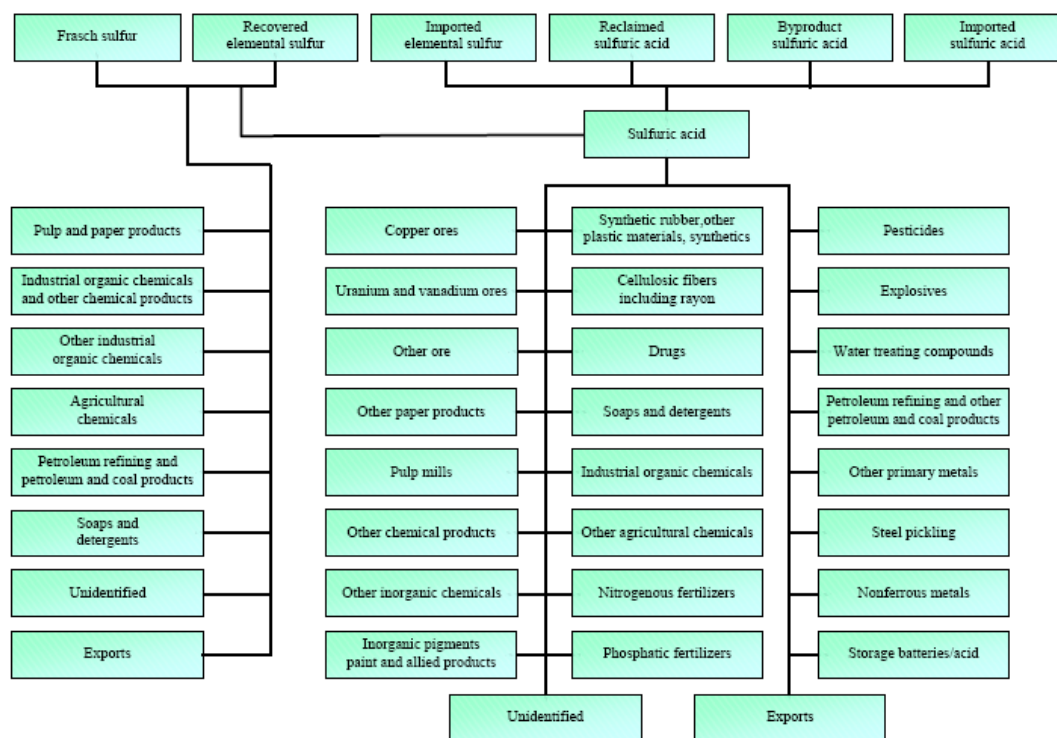 Frasch sulfur
Recovered
elemental sulfur
Imported
elemental sulfur
Reclaimed
sulfuric acid
Byproduct
sulfuric acid
Imported
sulfuric acid
Sulfuric acid
Pulp and paper products
Industrial organic chemicals
and other chemical products
Other industrial
organic chemicals
Agricultural
chemicals
Petroleum refining and
petroleum and coal products
Soaps and
detergents
Unidentified
Exports
Copper ores
Uranium and vanadium ores
Other ore
Other paper products
Pulp mills
Other chemical products
Other inorganic chemicals
Inorganic pigments
paint and allied products
Synthetic rubber,other
plastic materials, synthetics
Cellulosic fibers
including rayon
Drugs
Soaps and detergents
Industrial organic chemicals
Other agricultural chemicals
Nitrogenous fertilizers
Phosphatic fertilizers
Pesticides
Explosives
Water treating compounds
Petroleum refining and other
petroleum and coal products
Other primary metals
Steel pickling
Nonferrous metals
Storage batteries/acid
Unidentified
Exports